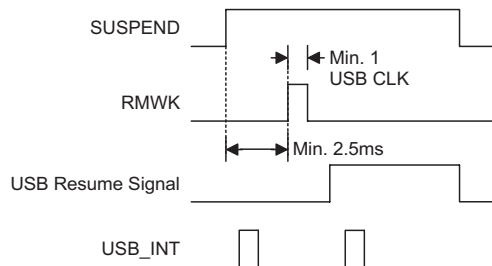 SUSPEND
Min. 1
USB CLK
RMWK
Min. 2.5ms
USB Resume Signal
USB_INT